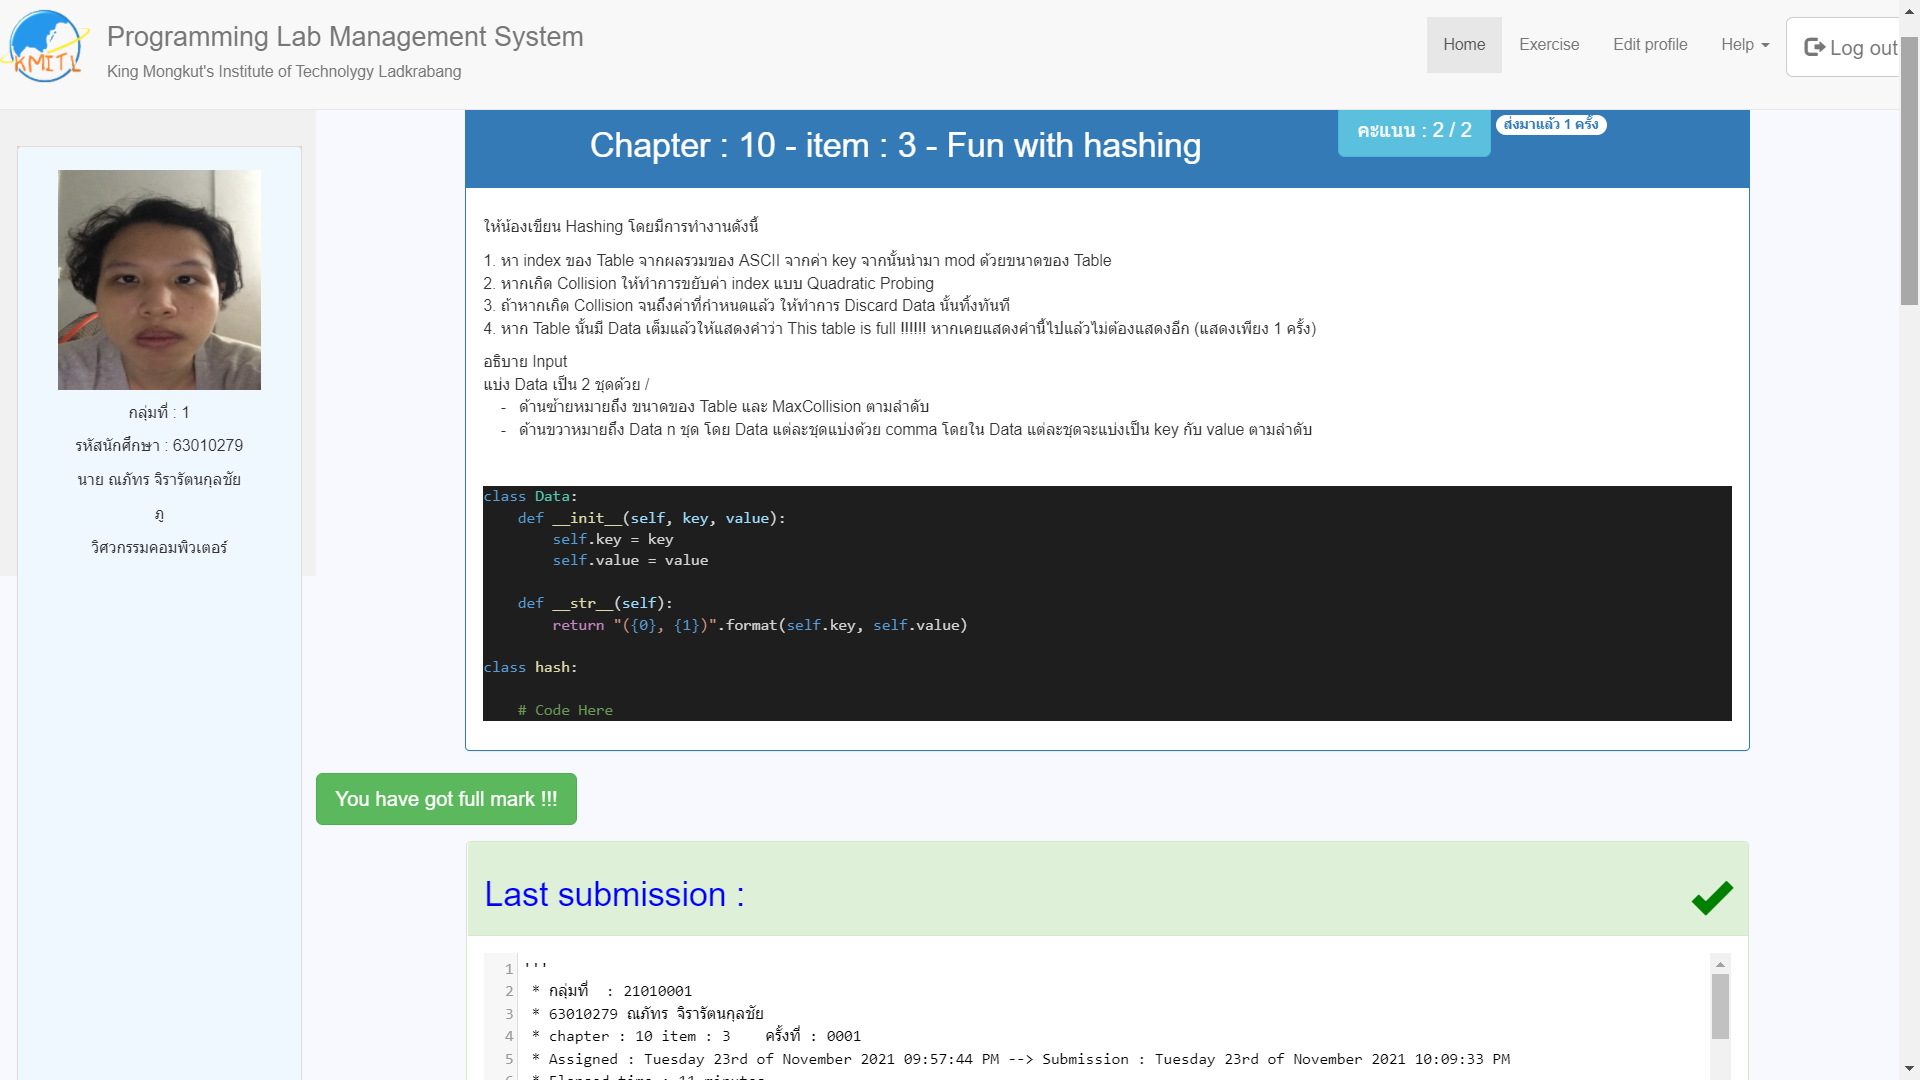 KMITL
Programming Lab Management System
King Mongkut's Institute of Technolygy Ladkrabang
Home
Exercise
Edit profile
Help
Log out
กลุ่มที่ : 1
รหัสนักศึกษา : 63010279
นาย ณภัทร จิรารัตนกุลชัย
ภู
วิศวกรรมคอมพิวเตอร์
Chapter : 10 - item : 3 - Fun with hashing
คะแนน : 2 / 2
ส่งมาแล้ว 1 ครั้ง
ให้น้องเขียน Hashing โดยมีการทำงานดังนี้
1. หา index ของ Table จากผลรวมของ ASCII จากค่า key จากนั้นนำมา mod ด้วยขนาดของ Table
2. หากเกิด Collision ให้ทำการขยับค่า index แบบ Quadratic Probing
3. ถ้าหากเกิด Collision จนถึงค่าที่กำหนดแล้ว ให้ทำการ Discard Data นั้นทิ้งทันที
4. หาก Table นั้นมี Data เต็มแล้วให้แสดงคำว่า This table is full !!!!!! หากเคยแสดงคำนี้ไปแล้วไม่ต้องแสดงอีก (แสดงเพียง 1 ครั้ง)
อธิบาย Input
แบ่ง Data เป็น 2 ชุดด้วย /
- ด้านซ้ายหมายถึง ขนาดของ Table และ MaxCollision ตามลำดับ
- ด้านขวาหมายถึง Data n ชุด โดย Data แต่ละชุดแบ่งด้วย comma โดยใน Data แต่ละชุดจะแบ่งเป็น key กับ value ตามลำดับ
class Data:
    def __init__(self, key, value):
        self.key = key
        self.value = value
    def __str__(self):
        return "({0}, {1})".format(self.key, self.value)
class hash:
    # Code Here
You have got full mark !!!
Last submission :
1 '''
2 * กลุ่มที่ : 21010001
3 * 63010279 ณภัทร จิรารัตนกุลชัย
4 * chapter : 10 item : 3 ครั้งที่ : 0001
5 * Assigned : Tuesday 23rd of November 2021 09:57:44 PM --> Submission : Tuesday 23rd of November 2021 10:09:33 PM
6 * Elapsed time : 11 minutes